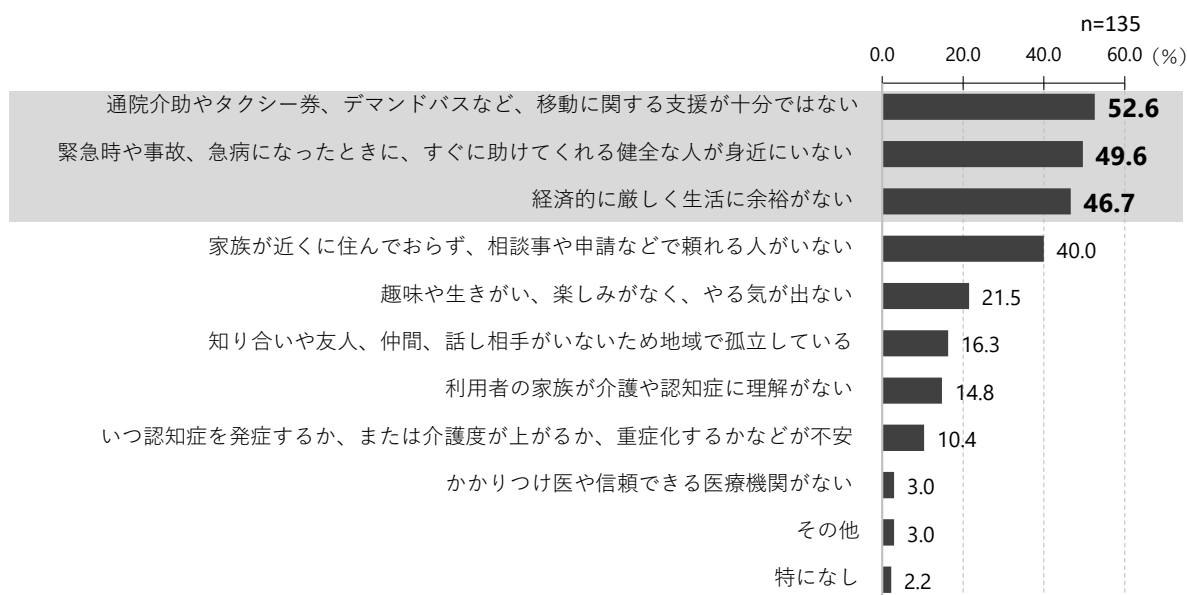 n=135
0.0 20.0 40.0 60.0 (%)
通院介助やタクシー券、デマンドバスなど、移動に関する支援が十分ではない 52.6
緊急時や事故、急病になったときに、すぐに助けてくれる健全な人が身近にいない 49.6
経済的に厳しく生活に余裕がない 46.7
家族が近くに住んでおらず、相談事や申請などで頼れる人がいない 40.0
趣味や生きがい、楽しみがなく、やる気が出ない 21.5
知り合いや友人、仲間、話し相手がいないため地域で孤立している 16.3
利用者の家族が介護や認知症に理解がない 14.8
いつ認知症を発症するか、または介護度が上がるか、重症化するかなどが不安 10.4
かかりつけ医や信頼できる医療機関がない 3.0
その他 3.0
特になし 2.2